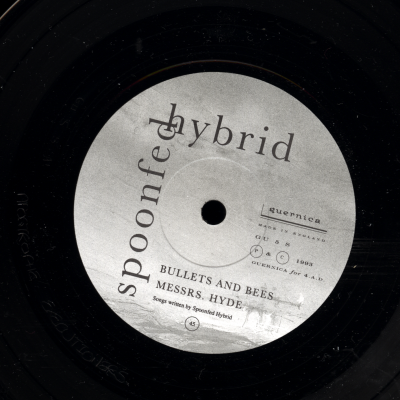 spoonfed
hybrid
guernica
MADE IN ENGLAND
GU 5 S
P & C 1993
GUERNICA for 4.A.D.
BULLETS AND BEES
MESSRS. HYDE
Songs written by Spoonfed Hybrid
45